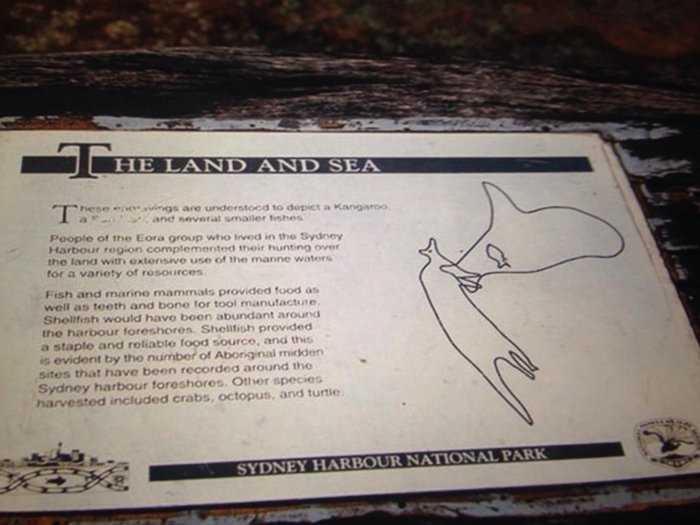 THE LAND AND SEA
These engravings are understood to depict a Kangaroo,
a and several smaller fishes.
People of the Eora group who lived in the Sydney
Harbour region complemented their hunting over
the land with extensive use of the marine waters
for a variety of resources.
Fish and marine mammals provided food as
well as teeth and bone for tool manufacture.
Shellfish would have been abundant around
the harbour foreshores. Shellfish provided
a staple and reliable food source, and this
is evident by the number of Aboriginal midden
sites that have been recorded around the
Sydney harbour foreshores. Other species
harvested included crabs, octopus, and turtle.
SYDNEY HARBOUR NATIONAL PARK